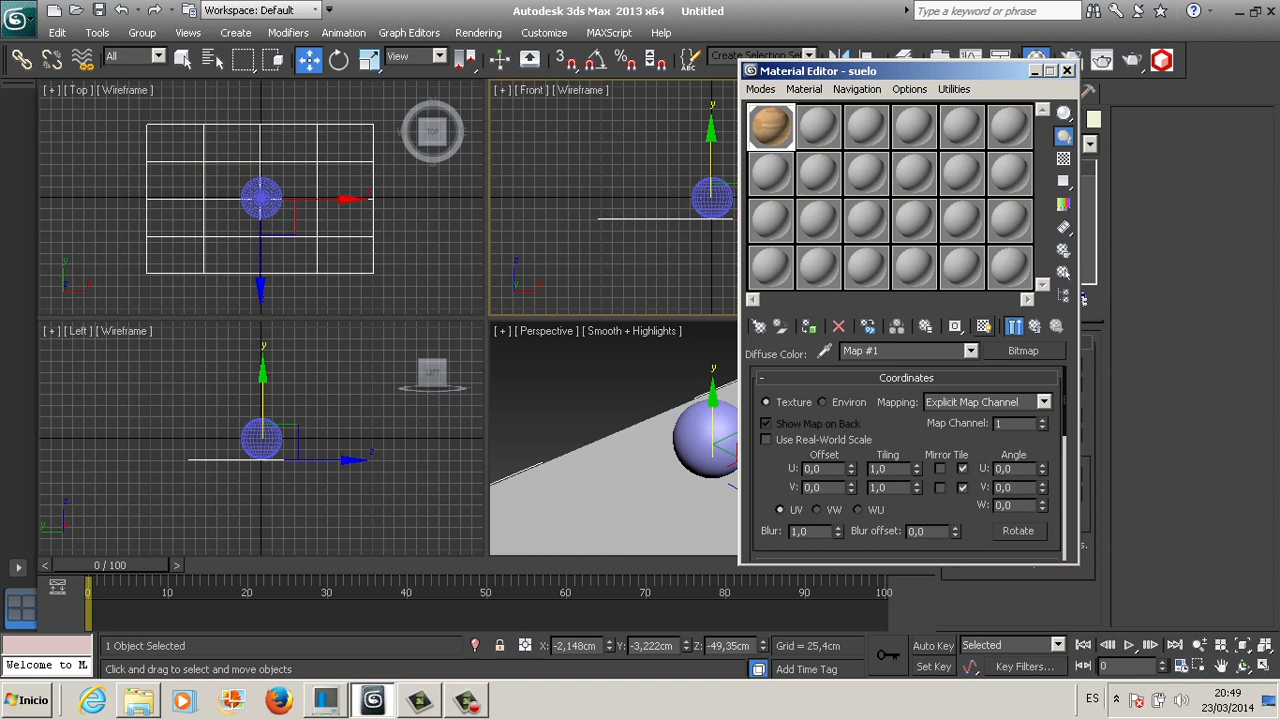 Workspace: Default
Autodesk 3ds Max 2013 x64
Untitled
Type a keyword or phrase
Edit Tools Group Views Create Modifiers Animation Graph Editors Rendering Customize MAXScript Help
All
View
3
%
Create Selection Se
Material Editor - suelo
Modes Material Navigation Options Utilities
[ + ] [ Top ] [ Wireframe ]
TOP
y
x
[ + ] [ Front ] [ Wireframe ]
y
z
x
[ + ] [ Left ] [ Wireframe ]
LEFT
y
z
z
y
[ + ] [ Perspective ] [ Smooth + Highlights ]
y
Diffuse Color:
Map #1
Bitmap
- Coordinates
Texture Environ Mapping: Explicit Map Channel
Show Map on Back Map Channel: 1
Use Real-World Scale
Offset Tiling Mirror Tile Angle
U: 0,0 1,0 U: 0,0
V: 0,0 1,0 V: 0,0
W: 0,0
UV VW WU
Blur: 1,0 Blur offset: 0,0 Rotate
< 0 / 100 >
0 10 20 30 40 50 60 70 80 90 100
1 Object Selected
X: -2,148cm Y: -3,222cm Z: -49,35cm Grid = 25,4cm
Auto Key Selected
Welcome to M
Click and drag to select and move objects
Add Time Tag
Set Key Key Filters... 0
Inicio
ES
20:49
23/03/2014